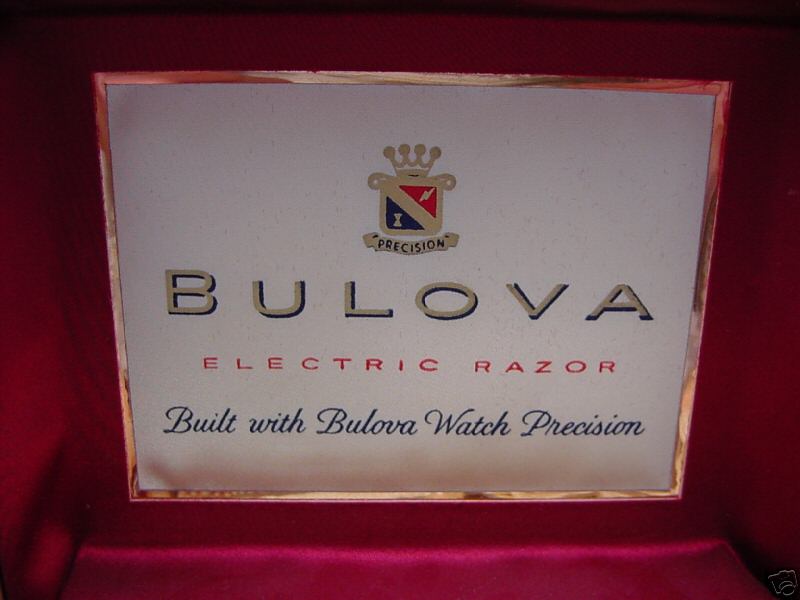 PRECISION
BULOVA
ELECTRIC RAZOR
Built with Bulova Watch Precision